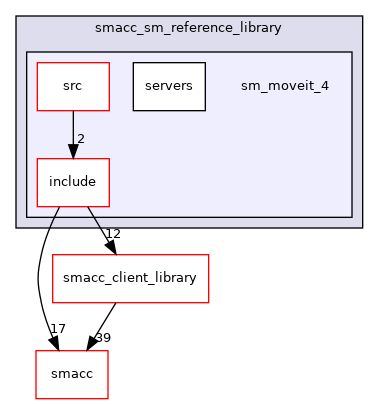 smacc_sm_reference_library
src
servers
sm_moveit_4
2
include
12
smacc_client_library
17
39
smacc